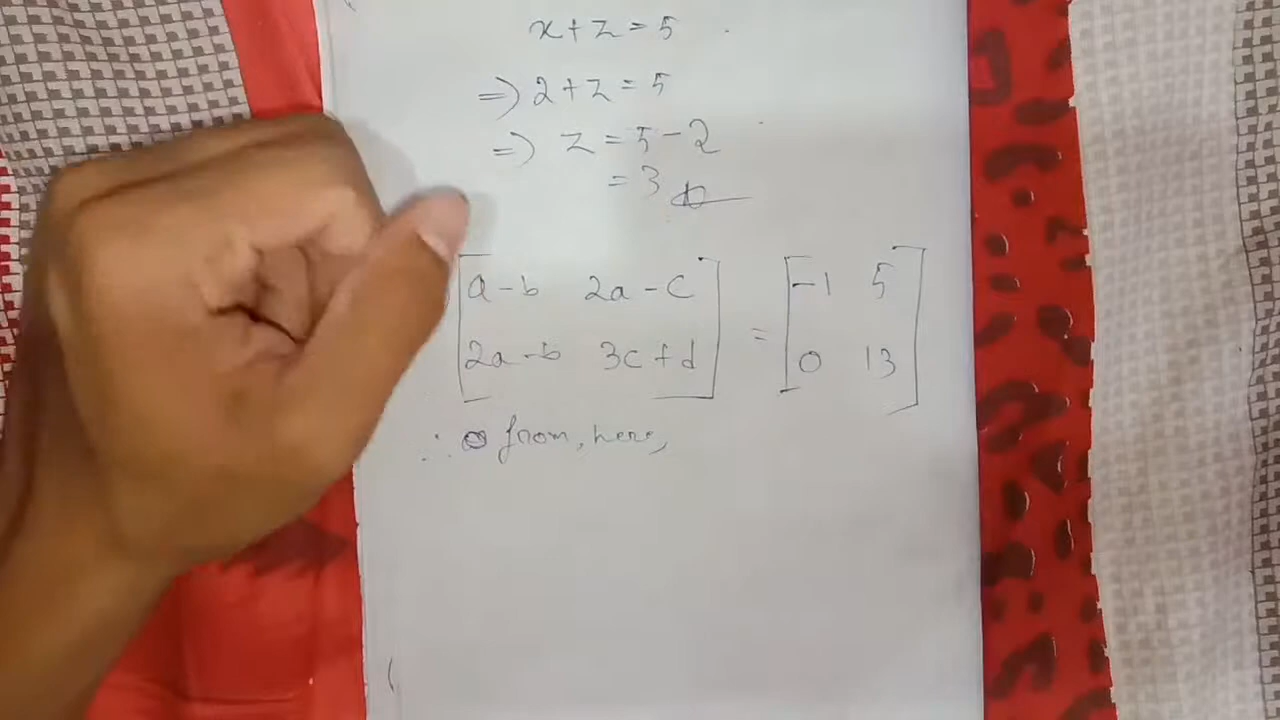 x+z=5
⇒ 2+z=5
⇒ z=5-2
=3
[a-b 2a-c] = [-1 5]
[2a-b 3c+d] [0 13]
∴ from, here,